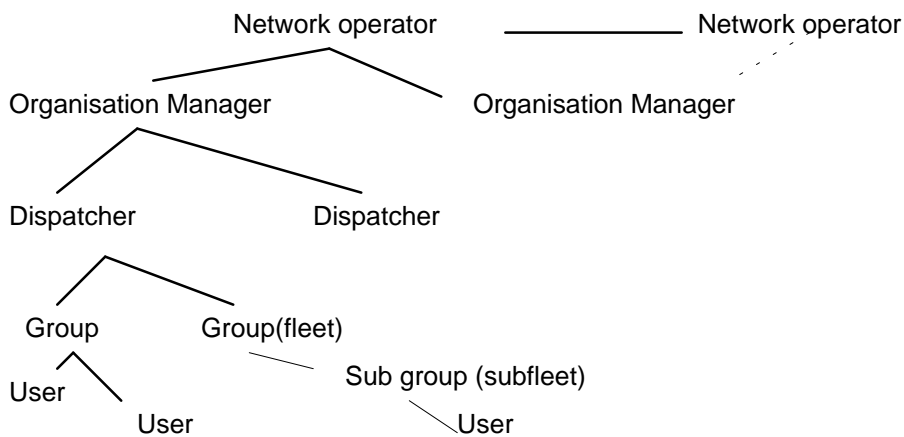 Network operator Network operator
Organisation Manager Organisation Manager
Dispatcher Dispatcher
Group Group(fleet)
Sub group (subfleet)
User
User User